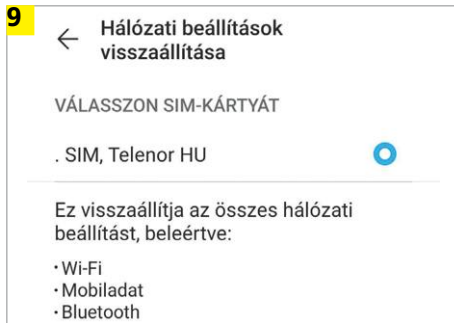 9
Hálózati beállítások
visszaállítása
VÁLASSZON SIM-KÁRTYÁT
. SIM, Telenor HU
Ez visszaállítja az összes hálózati
beállítást, beleértve:
· Wi-Fi
· Mobiladat
· Bluetooth